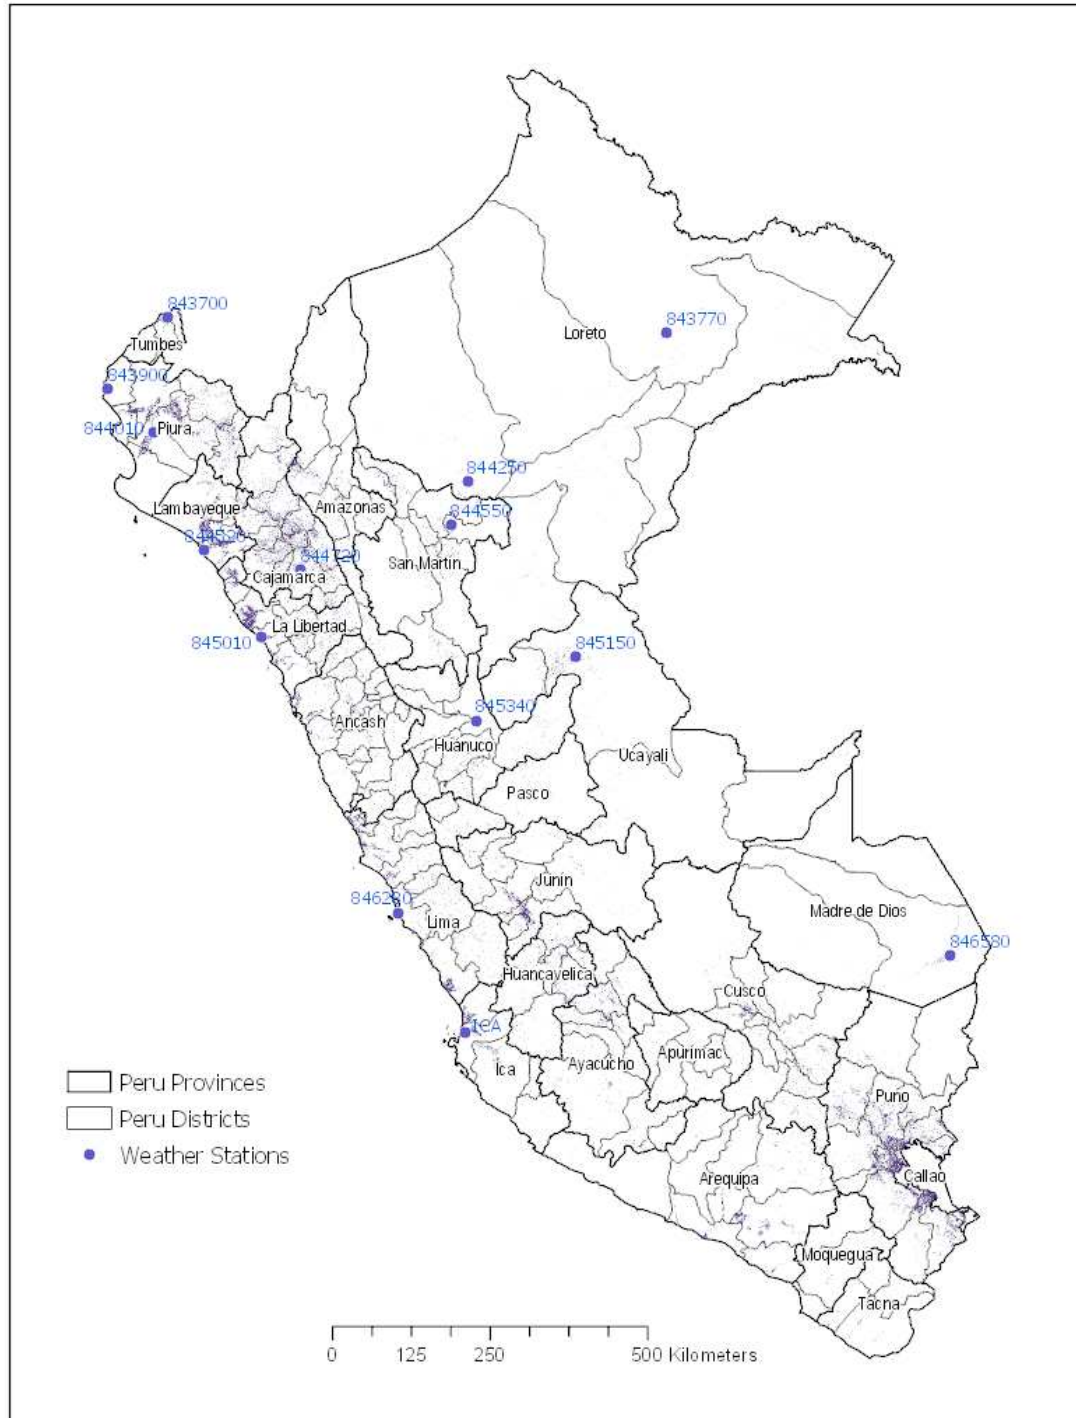 843700
843770
Loreto
Tumbes
843900
844010
Piura
844250
Lambayeque
Amazonas
844550
San Martin
844720
Cajamarca
La Libertad
845010
845150
845340
Ancash
Huanuco
Ucayali
Pasco
Junin
846280
Lima
Madre de Dios
846580
Huancavelica
Cusco
ICA
Ica
Ayacucho
Apurimac
Peru Provinces
Peru Districts
Weather Stations
Puno
Arequipa
Callao
Moquegua
Tacna
0 125 250 500 Kilometers